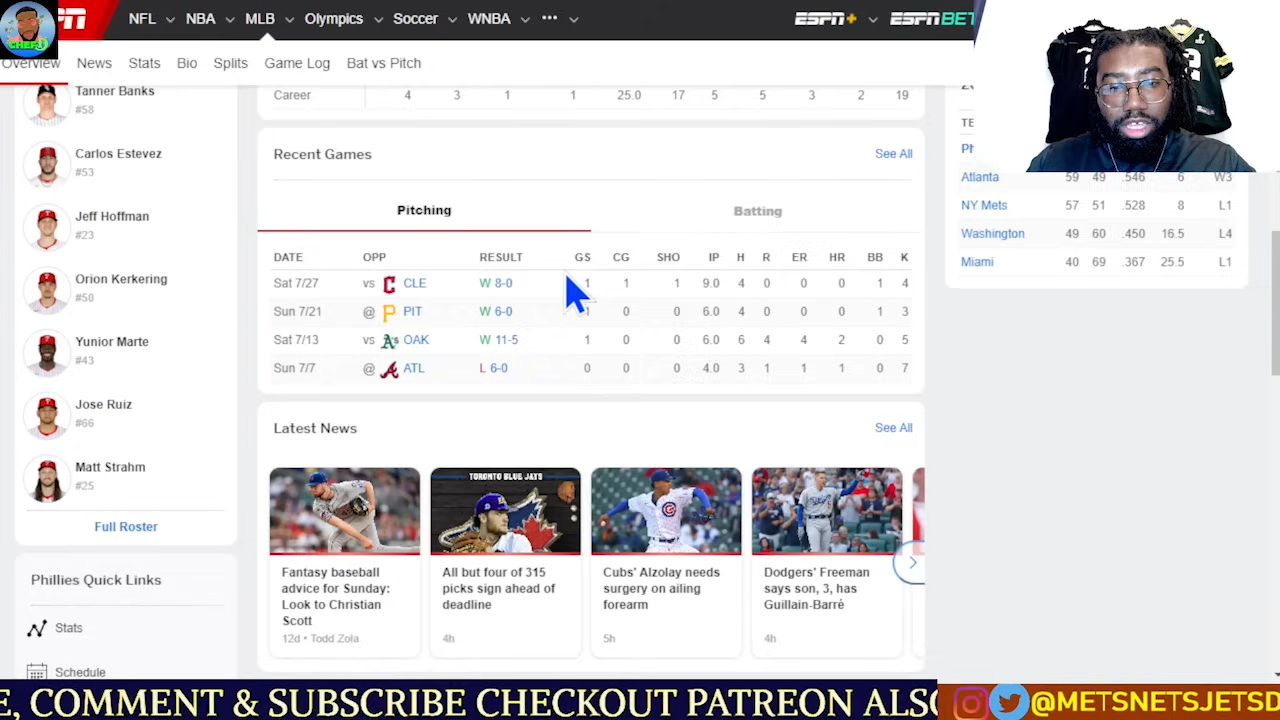 NFL NBA MLB Olympics Soccer WNBA ••• ESPN+ ESPN BET
CHEF
Overview News Stats Bio Splits Game Log Bat vs Pitch
Tanner Banks
#58
Carlos Estevez
#53
Jeff Hoffman
#23
Orion Kerkering
#50
Yunior Marte
#43
Jose Ruiz
#66
Matt Strahm
#25
Full Roster
Phillies Quick Links
Stats
Schedule
Career 4 3 1 1 25.0 17 5 5 3 2 19
Recent Games See All
Pitching Batting
DATE OPP RESULT GS CG SHO IP H R ER HR BB K
Sat 7/27 vs CLE W 8-0 1 1 1 9.0 4 0 0 0 1 4
Sun 7/21 @ PIT W 6-0 1 0 0 6.0 4 0 0 0 1 3
Sat 7/13 vs OAK W 11-5 1 0 0 6.0 6 4 4 2 0 5
Sun 7/7 @ ATL L 6-0 0 0 0 4.0 3 1 1 1 0 7
Latest News See All
TORONTO BLUE JAYS
Fantasy baseball
advice for Sunday:
Look to Christian
Scott
12d • Todd Zola
All but four of 315
picks sign ahead of
deadline
4h
Cubs' Alzolay needs
surgery on ailing
forearm
5h
Dodgers' Freeman
says son, 3, has
Guillain-Barré
4h
Atlanta 59 49 .546 6 W3
NY Mets 57 51 .528 8 L1
Washington 49 60 .450 16.5 L4
Miami 40 69 .367 25.5 L1
E, COMMENT & SUBSCRIBE CHECKOUT PATREON ALSO
@METSNETSJETSD